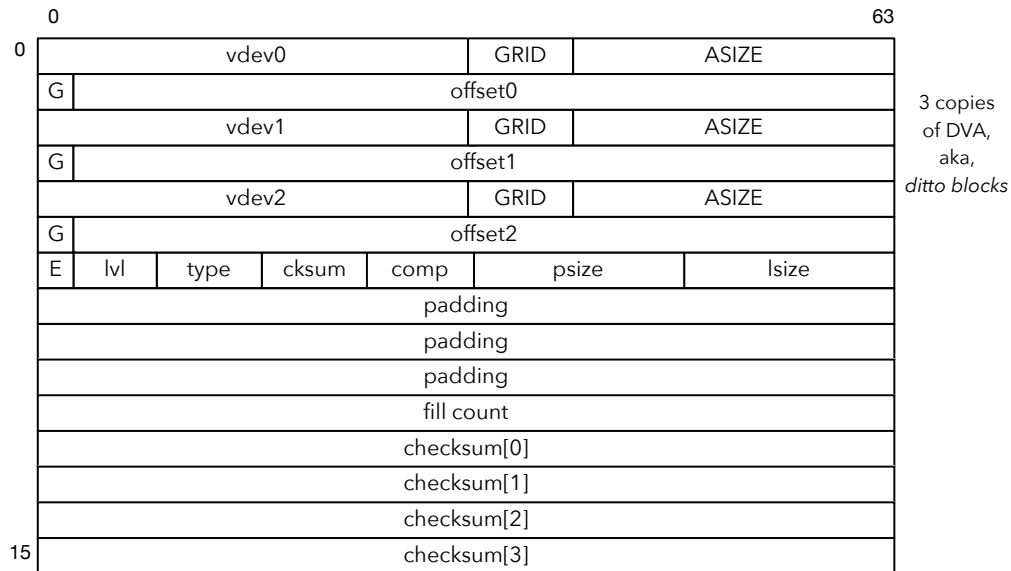 0 63
0 vdev0 GRID ASIZE
G offset0
vdev1 GRID ASIZE
G offset1
vdev2 GRID ASIZE
G offset2
E lvl type cksum comp psize lsize
padding
padding
padding
fill count
checksum[0]
checksum[1]
checksum[2]
15 checksum[3]
3 copies
of DVA,
aka,
ditto blocks